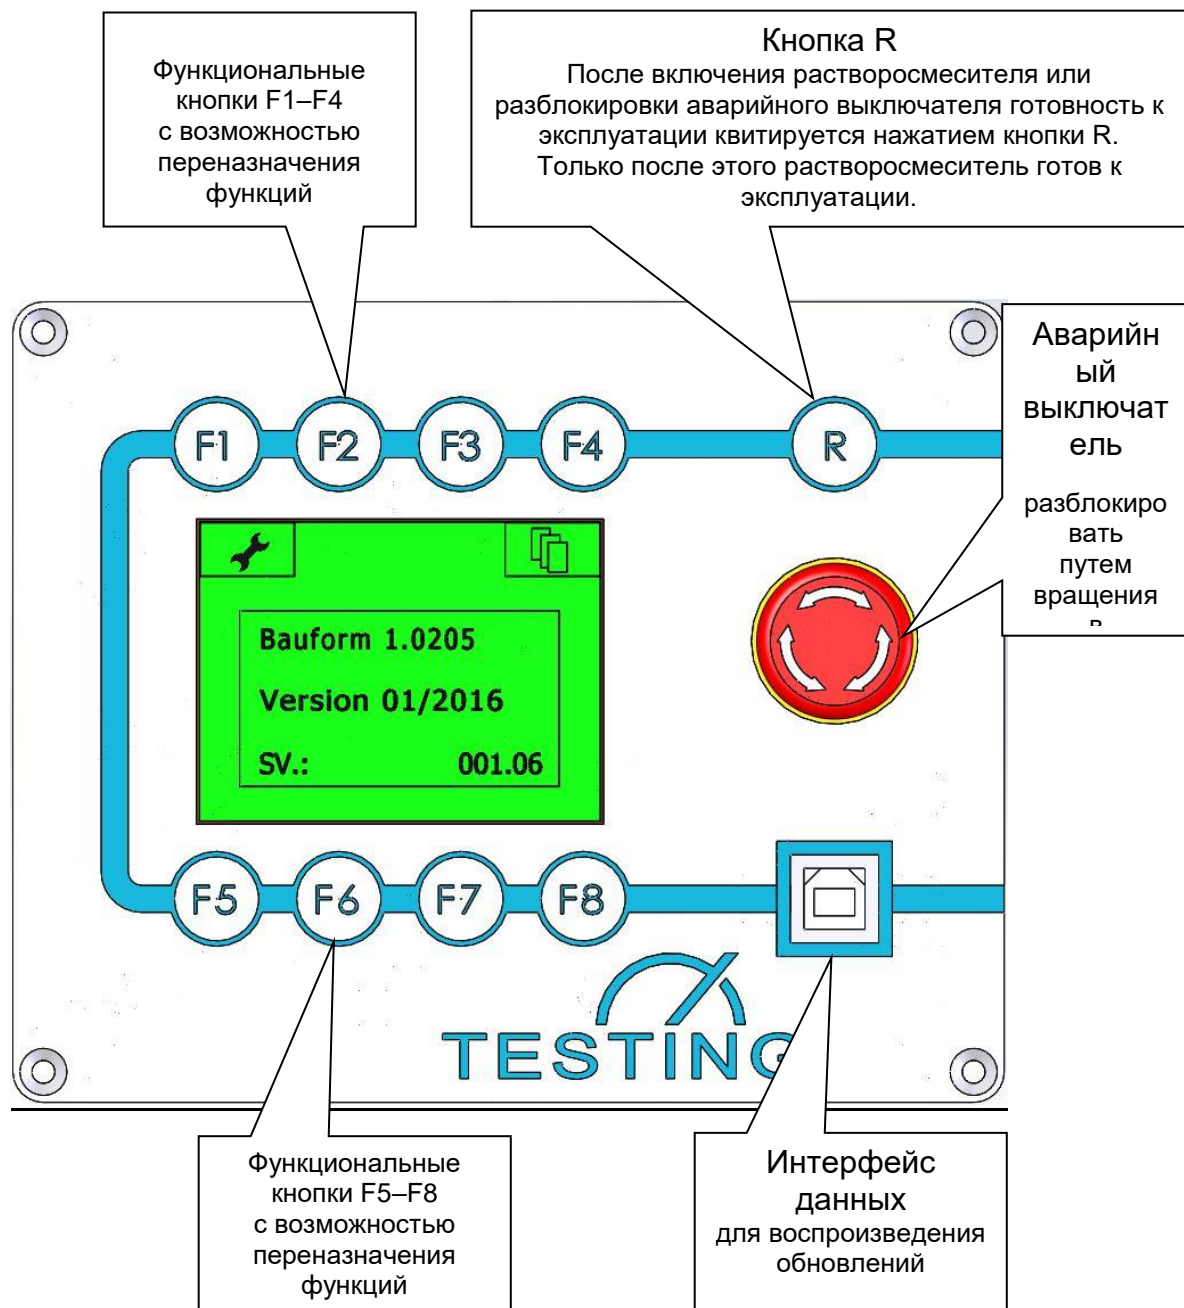 Функциональные
кнопки F1–F4
с возможностью
переназначения
функций
Кнопка R
После включения растворосмесителя или
разблокировки аварийного выключателя готовность к
эксплуатации квитируется нажатием кнопки R.
Только после этого растворосмеситель готов к
эксплуатации.
Аварийн
ый
выключат
ель
разблокиро
вать
путем
вращения
F1 F2 F3 F4 R
Bauform 1.0205
Version 01/2016
SV.: 001.06
F5 F6 F7 F8
TESTING
Функциональные
кнопки F5–F8
с возможностью
переназначения
функций
Интерфейс
данных
для воспроизведения
обновлений